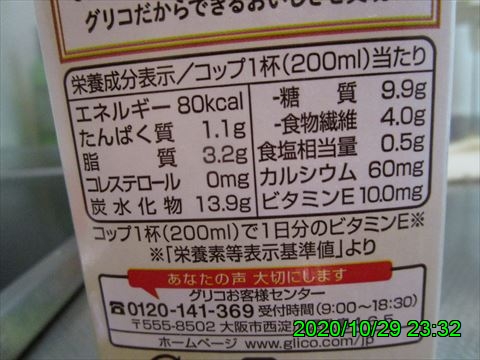 グリコだからできるおいしさを実現
栄養成分表示/コップ1杯(200ml)当たり
エネルギー 80kcal
たんぱく質 1.1g
脂質 3.2g
コレステロール 0mg
炭水化物 13.9g
-糖質 9.9g
-食物繊維 4.0g
食塩相当量 0.5g
カルシウム 60mg
ビタミンE 10.0mg
コップ1杯(200ml)で1日分のビタミンE※
※「栄養素等表示基準値」より
あなたの声 大切にします
グリコお客様センター
☎0120-141-369 受付時間(9:00〜18:30)
〒555-8502 大阪市西淀
ホームページ www.glico.com/jp
2020/10/29 23:32